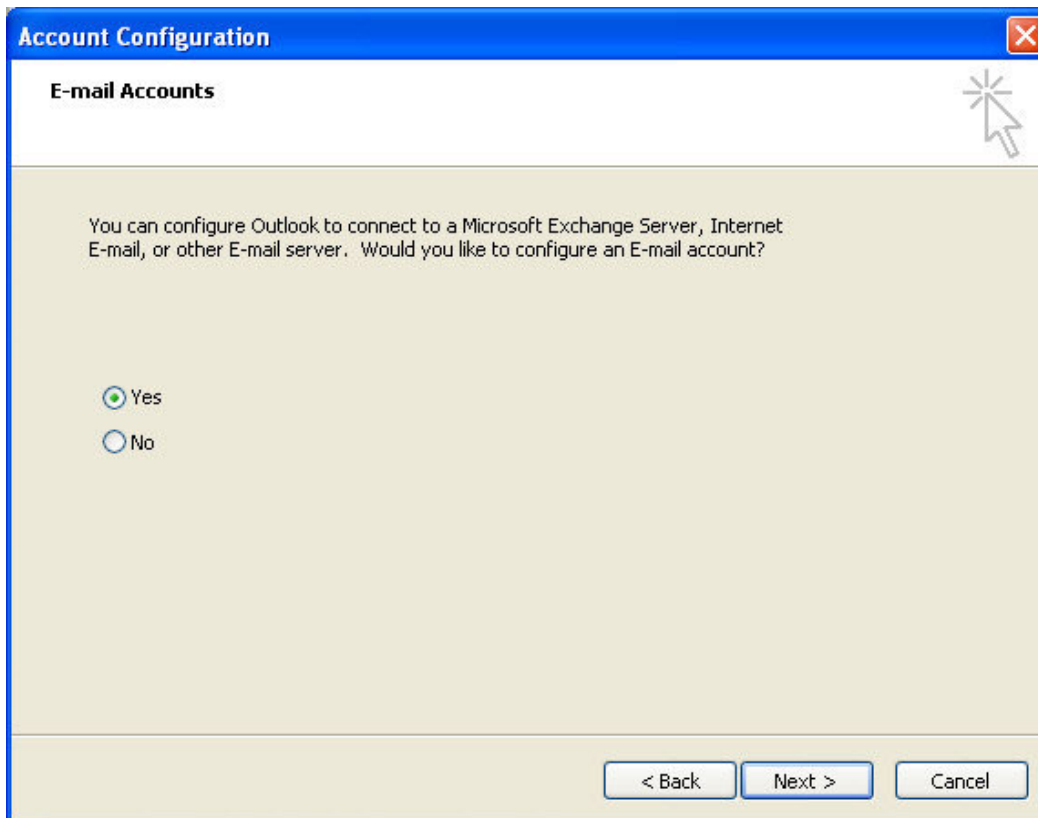 Account Configuration
E-mail Accounts
You can configure Outlook to connect to a Microsoft Exchange Server, Internet
E-mail, or other E-mail server.  Would you like to configure an E-mail account?
Yes
No
< Back
Next >
Cancel